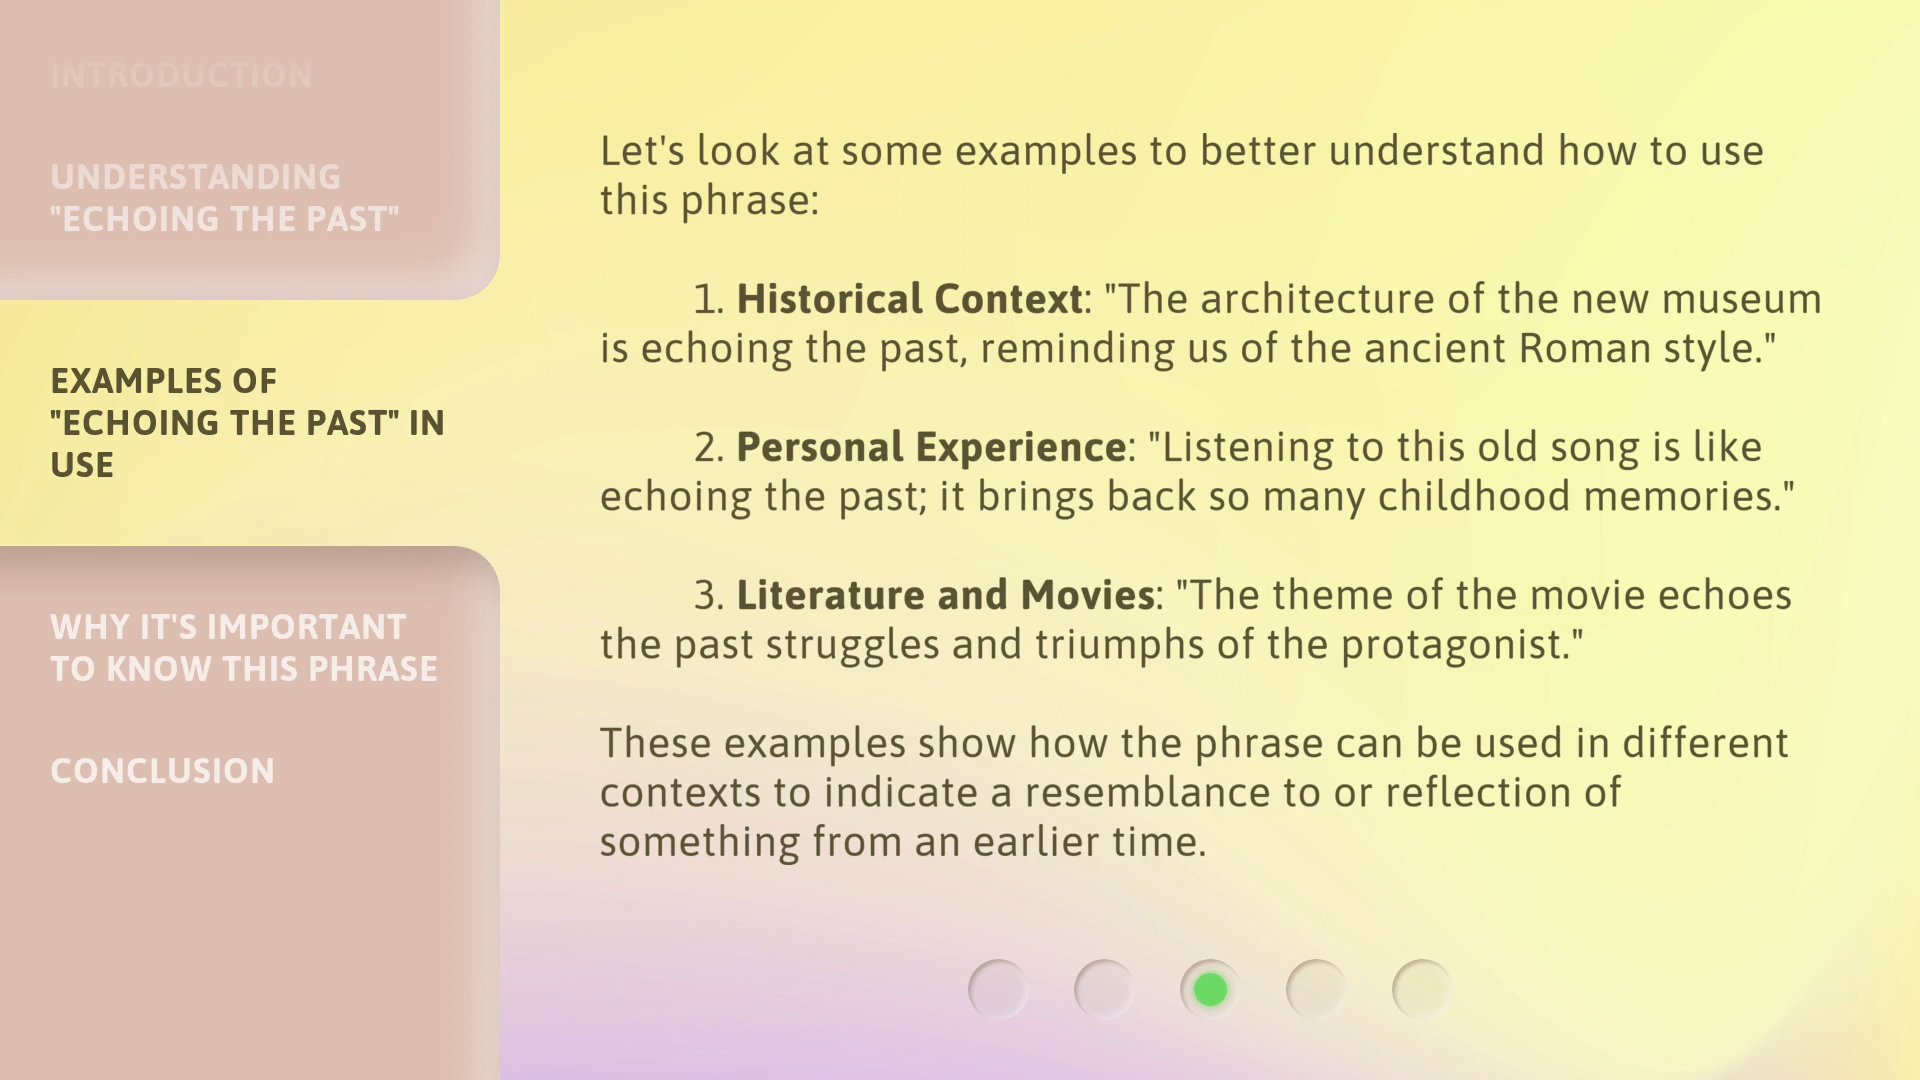 INTRODUCTION
UNDERSTANDING
"ECHOING THE PAST"
EXAMPLES OF
"ECHOING THE PAST" IN
USE
WHY IT'S IMPORTANT
TO KNOW THIS PHRASE
CONCLUSION
Let's look at some examples to better understand how to use
this phrase:
1. Historical Context: "The architecture of the new museum
is echoing the past, reminding us of the ancient Roman style."
2. Personal Experience: "Listening to this old song is like
echoing the past; it brings back so many childhood memories."
3. Literature and Movies: "The theme of the movie echoes
the past struggles and triumphs of the protagonist."
These examples show how the phrase can be used in different
contexts to indicate a resemblance to or reflection of
something from an earlier time.